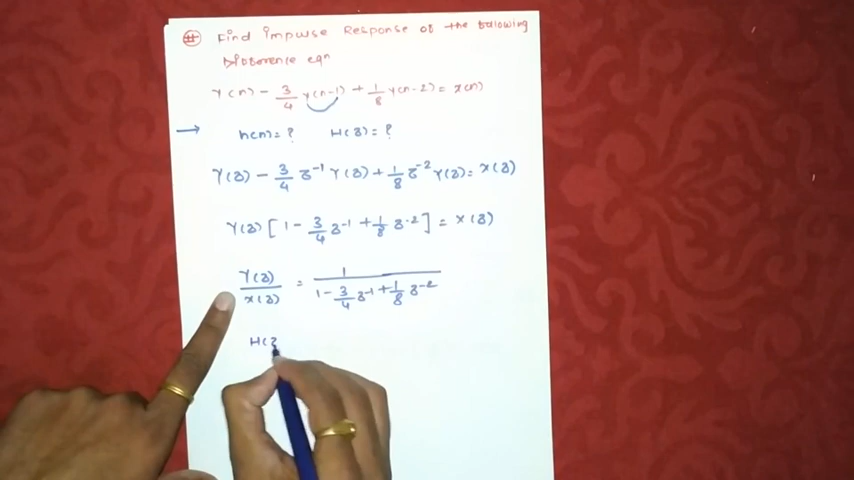 # Find impulse Response of the following
Difference eqn
Y(n) - 3/4 y(n-1) + 1/8 y(n-2) = x(n)
→ h(n) = ? H(z) = ?
Y(z) - 3/4 z⁻¹ Y(z) + 1/8 z⁻² Y(z) = X(z)
Y(z) [ 1 - 3/4 z⁻¹ + 1/8 z⁻² ] = X(z)
Y(z)/X(z) = 1/(1 - 3/4 z⁻¹ + 1/8 z⁻²)
H(z